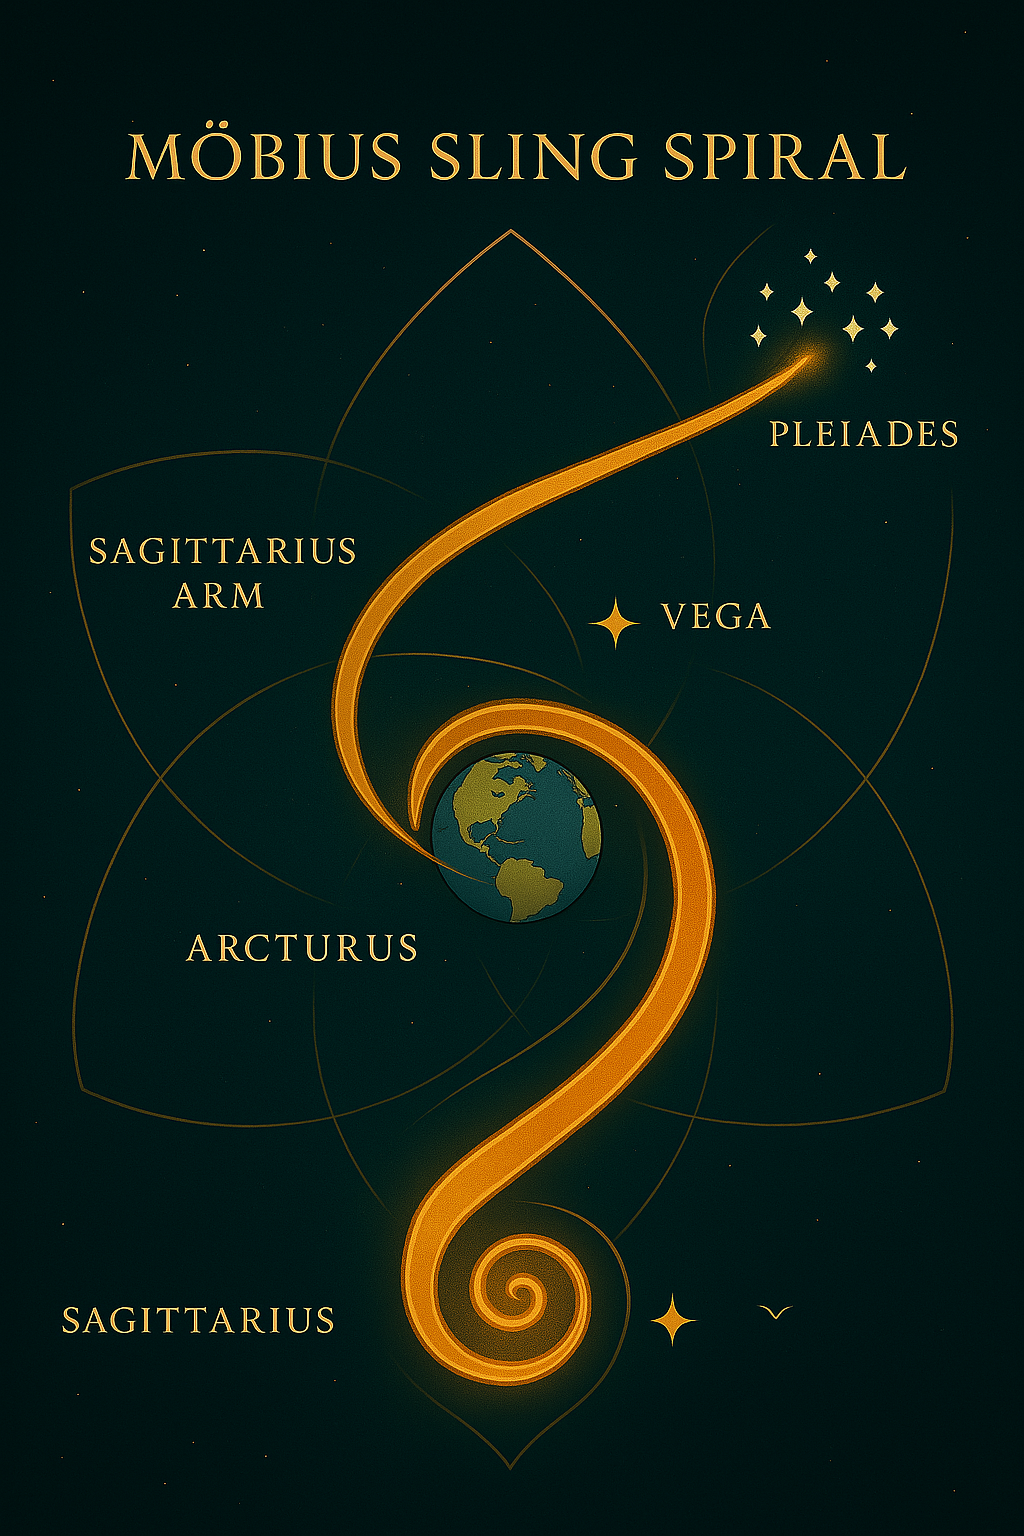 MÖBIUS SLING SPIRAL
PLEIADES
SAGITTARIUS
ARM
VEGA
ARCTURUS
SAGITTARIUS